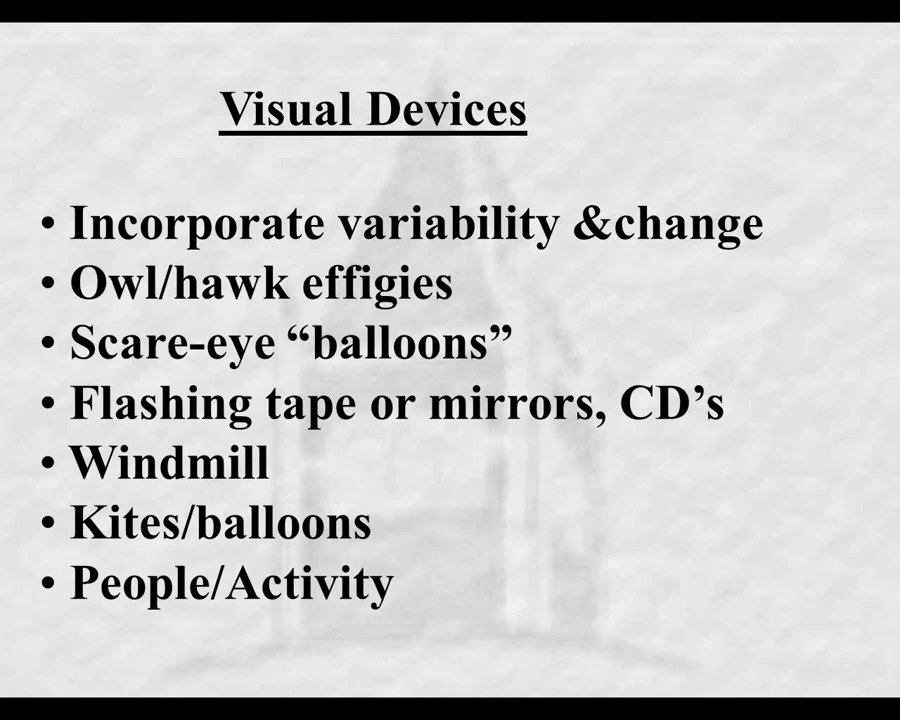 Visual Devices
• Incorporate variability &change
• Owl/hawk effigies
• Scare-eye “balloons”
• Flashing tape or mirrors, CD’s
• Windmill
• Kites/balloons
• People/Activity